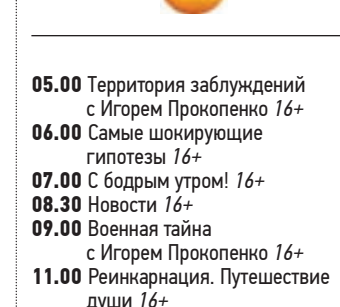 05.00 Территория заблуждений
с Игорем Прокопенко 16+
06.00 Самые шокирующие
гипотезы 16+
07.00 С бодрым утром! 16+
08.30 Новости 16+
09.00 Военная тайна
с Игорем Прокопенко 16+
11.00 Реинкарнация. Путешествие
души 16+